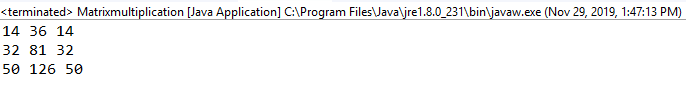 <terminated> Matrixmultiplication [Java Application] C:\Program Files\Java\jre1.8.0_231\bin\javaw.exe (Nov 29, 2019, 1:47:13 PM)
14 36 14
32 81 32
50 126 50